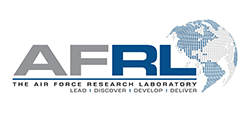 AFRL
THE AIR FORCE RESEARCH LABORATORY
LEAD | DISCOVER | DEVELOP | DELIVER